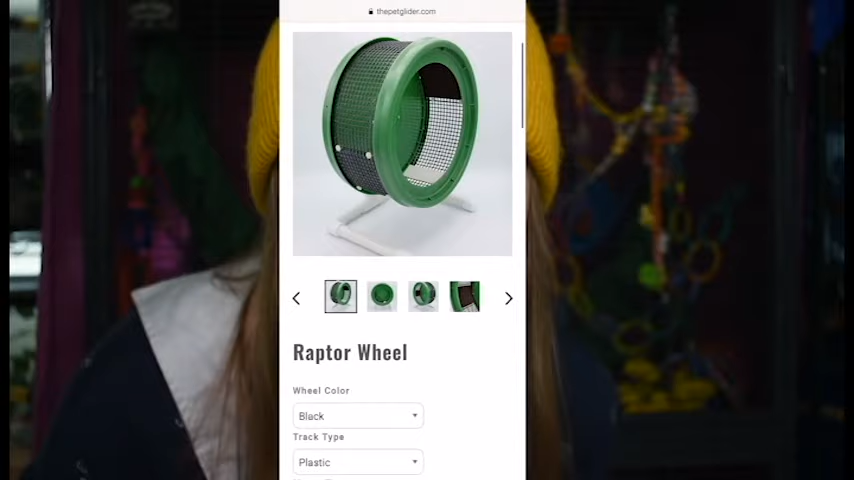 thepetglider.com
Raptor Wheel
Wheel Color
Black
Track Type
Plastic